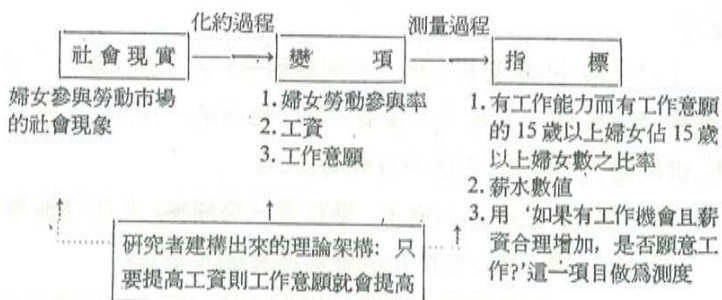 化約過程
測量過程
社會現実
變項
指標
婦女參與勞動市場
的社會現象
1. 婦女勞動參與率
2. 工資
3. 工作意願
1. 有工作能力而有工作意願
的15歲以上婦女佔15歲
以上婦女數之比率
2. 薪水數值
3. 用‘如果有工作機會且薪
資合理增加，是否願意工
作?’這一項目做爲測度
研究者建構出來的理論架構: 只
要提高工資則工作意願就會提高